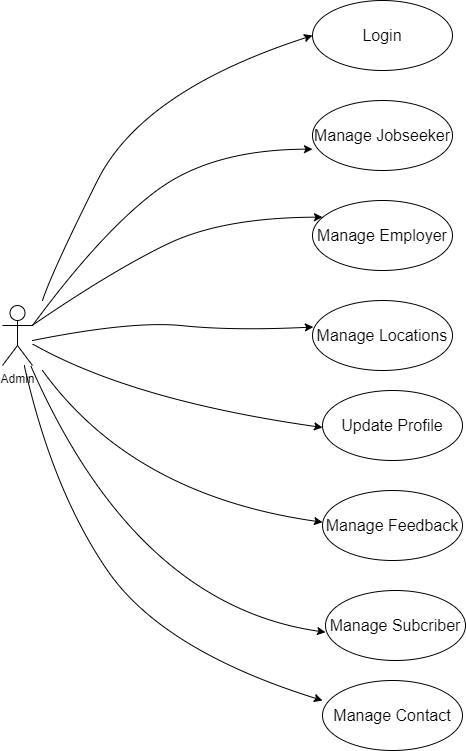 Login
Manage Jobseeker
Manage Employer
Manage Locations
Admin
Update Profile
Manage Feedback
Manage Subcriber
Manage Contact